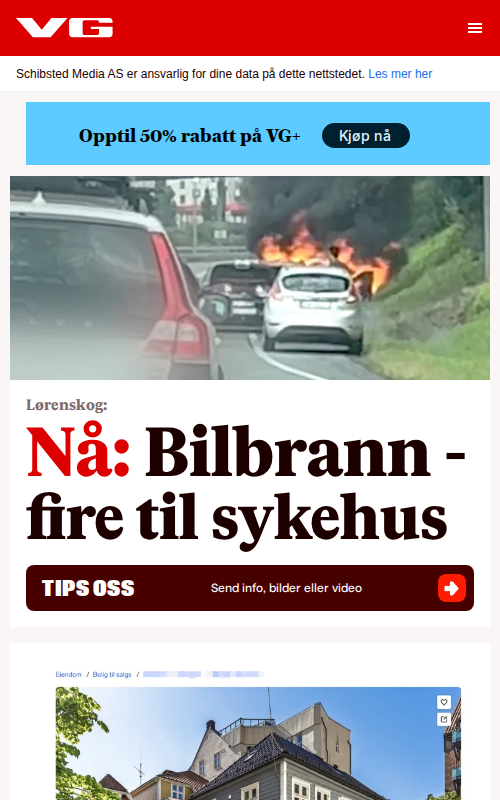 VG
Schibsted Media AS er ansvarlig for dine data på dette nettstedet. Les mer her
Opptil 50% rabatt på VG+ Kjøp nå
Lørenskog:
Nå: Bilbrann -
fire til sykehus
TIPS OSS Send info, bilder eller video
Eiendom / Bolig til salgs /